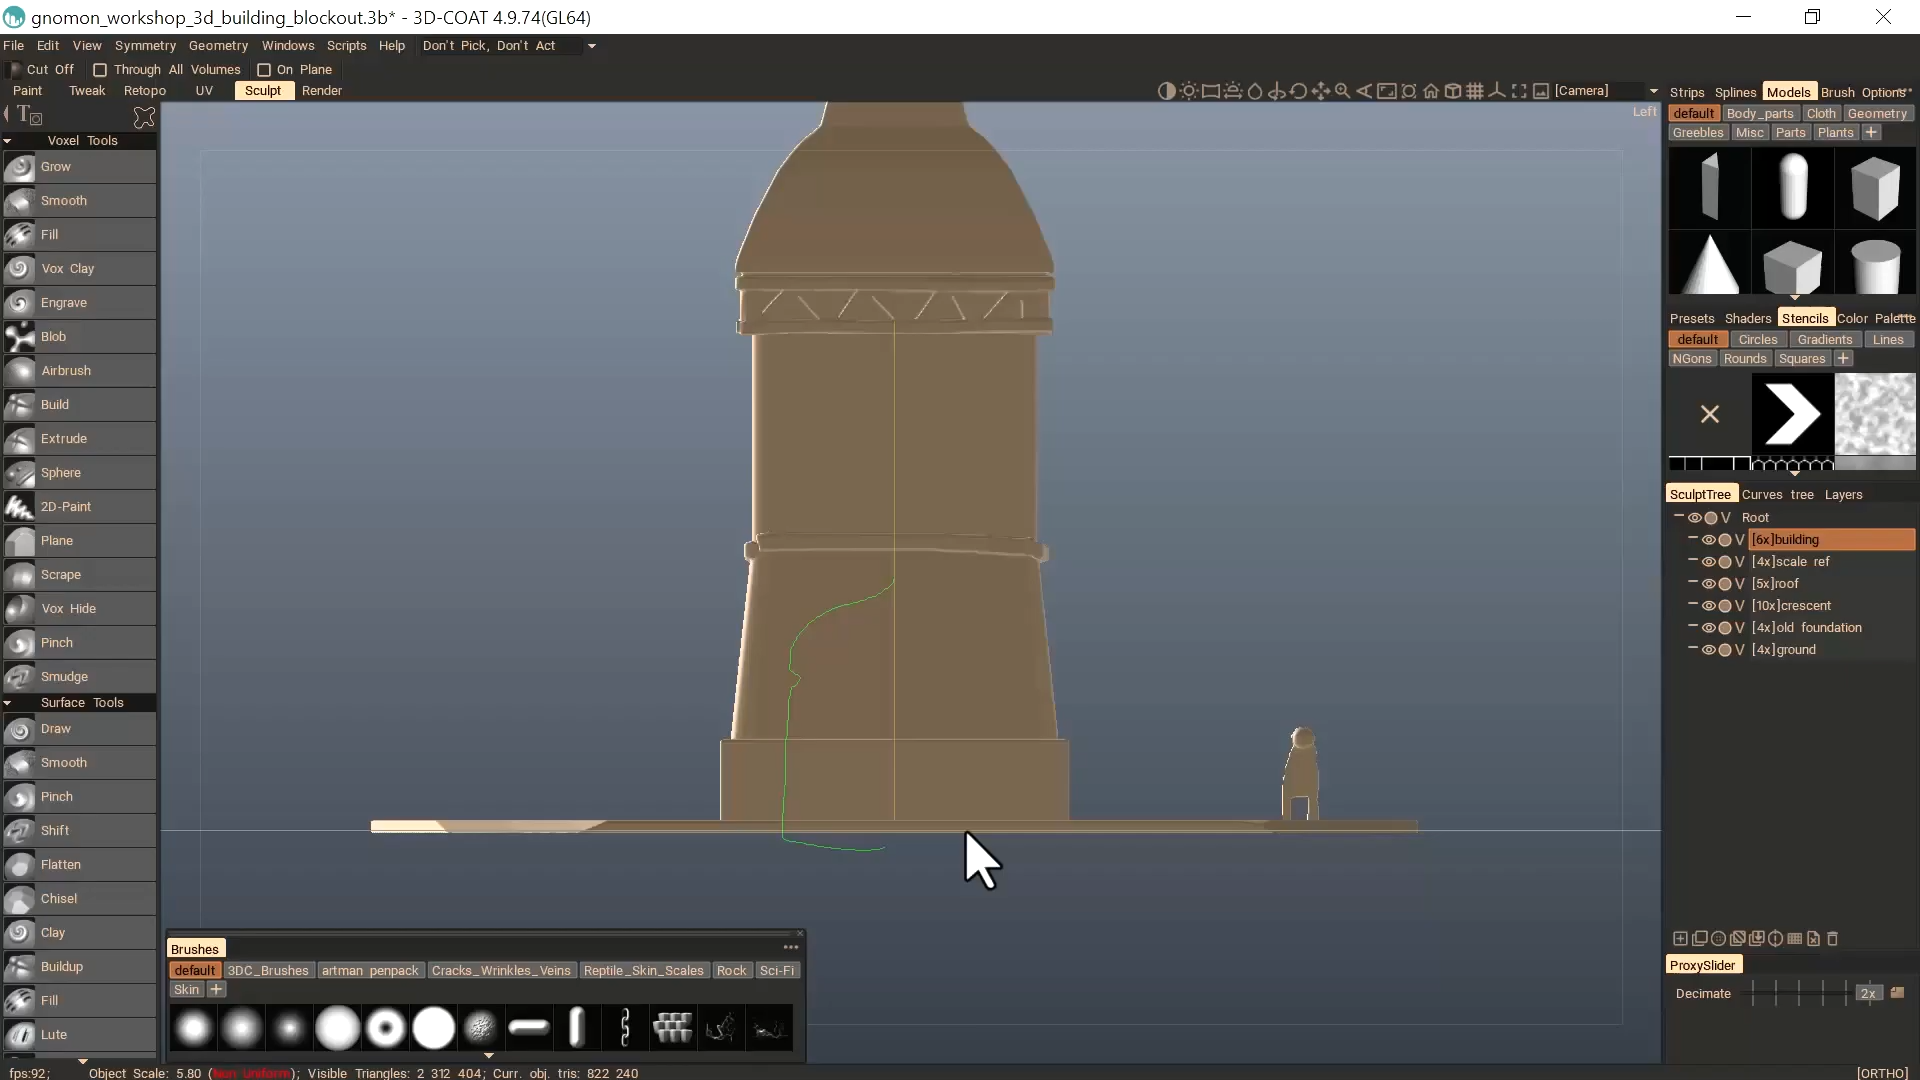 gnomon_workshop_3d_building_blockout.3b* - 3D-COAT 4.9.74(GL64)
File Edit View Symmetry Geometry Windows Scripts Help Don't Pick, Don't Act
Cut Off Through All Volumes On Plane
Paint Tweak Retopo UV Sculpt Render [Camera]
Left
Voxel Tools
Grow
Smooth
Fill
Vox Clay
Engrave
Blob
Airbrush
Build
Extrude
Sphere
2D-Paint
Plane
Scrape
Vox Hide
Pinch
Smudge
Surface Tools
Draw
Smooth
Pinch
Shift
Flatten
Chisel
Clay
Buildup
Fill
Lute
Strips Splines Models Brush Options
default Body_parts Cloth Geometry
Greebles Misc Parts Plants +
Presets Shaders Stencils Color Palette
default Circles Gradients Lines
NGons Rounds Squares +
SculptTree Curves tree Layers
V Root
V [6x]building
V [4x]scale ref
V [5x]roof
V [10x]crescent
V [4x]old foundation
V [4x]ground
ProxySlider
Decimate 2x
Brushes
default 3DC_Brushes artman penpack Cracks_Wrinkles_Veins Reptile_Skin_Scales Rock Sci-Fi
Skin +
fps:92; Object Scale: 5.80 (Non Uniform); Visible Triangles: 2 312 404; Curr. obj. tris: 822 240
[ORTHO]